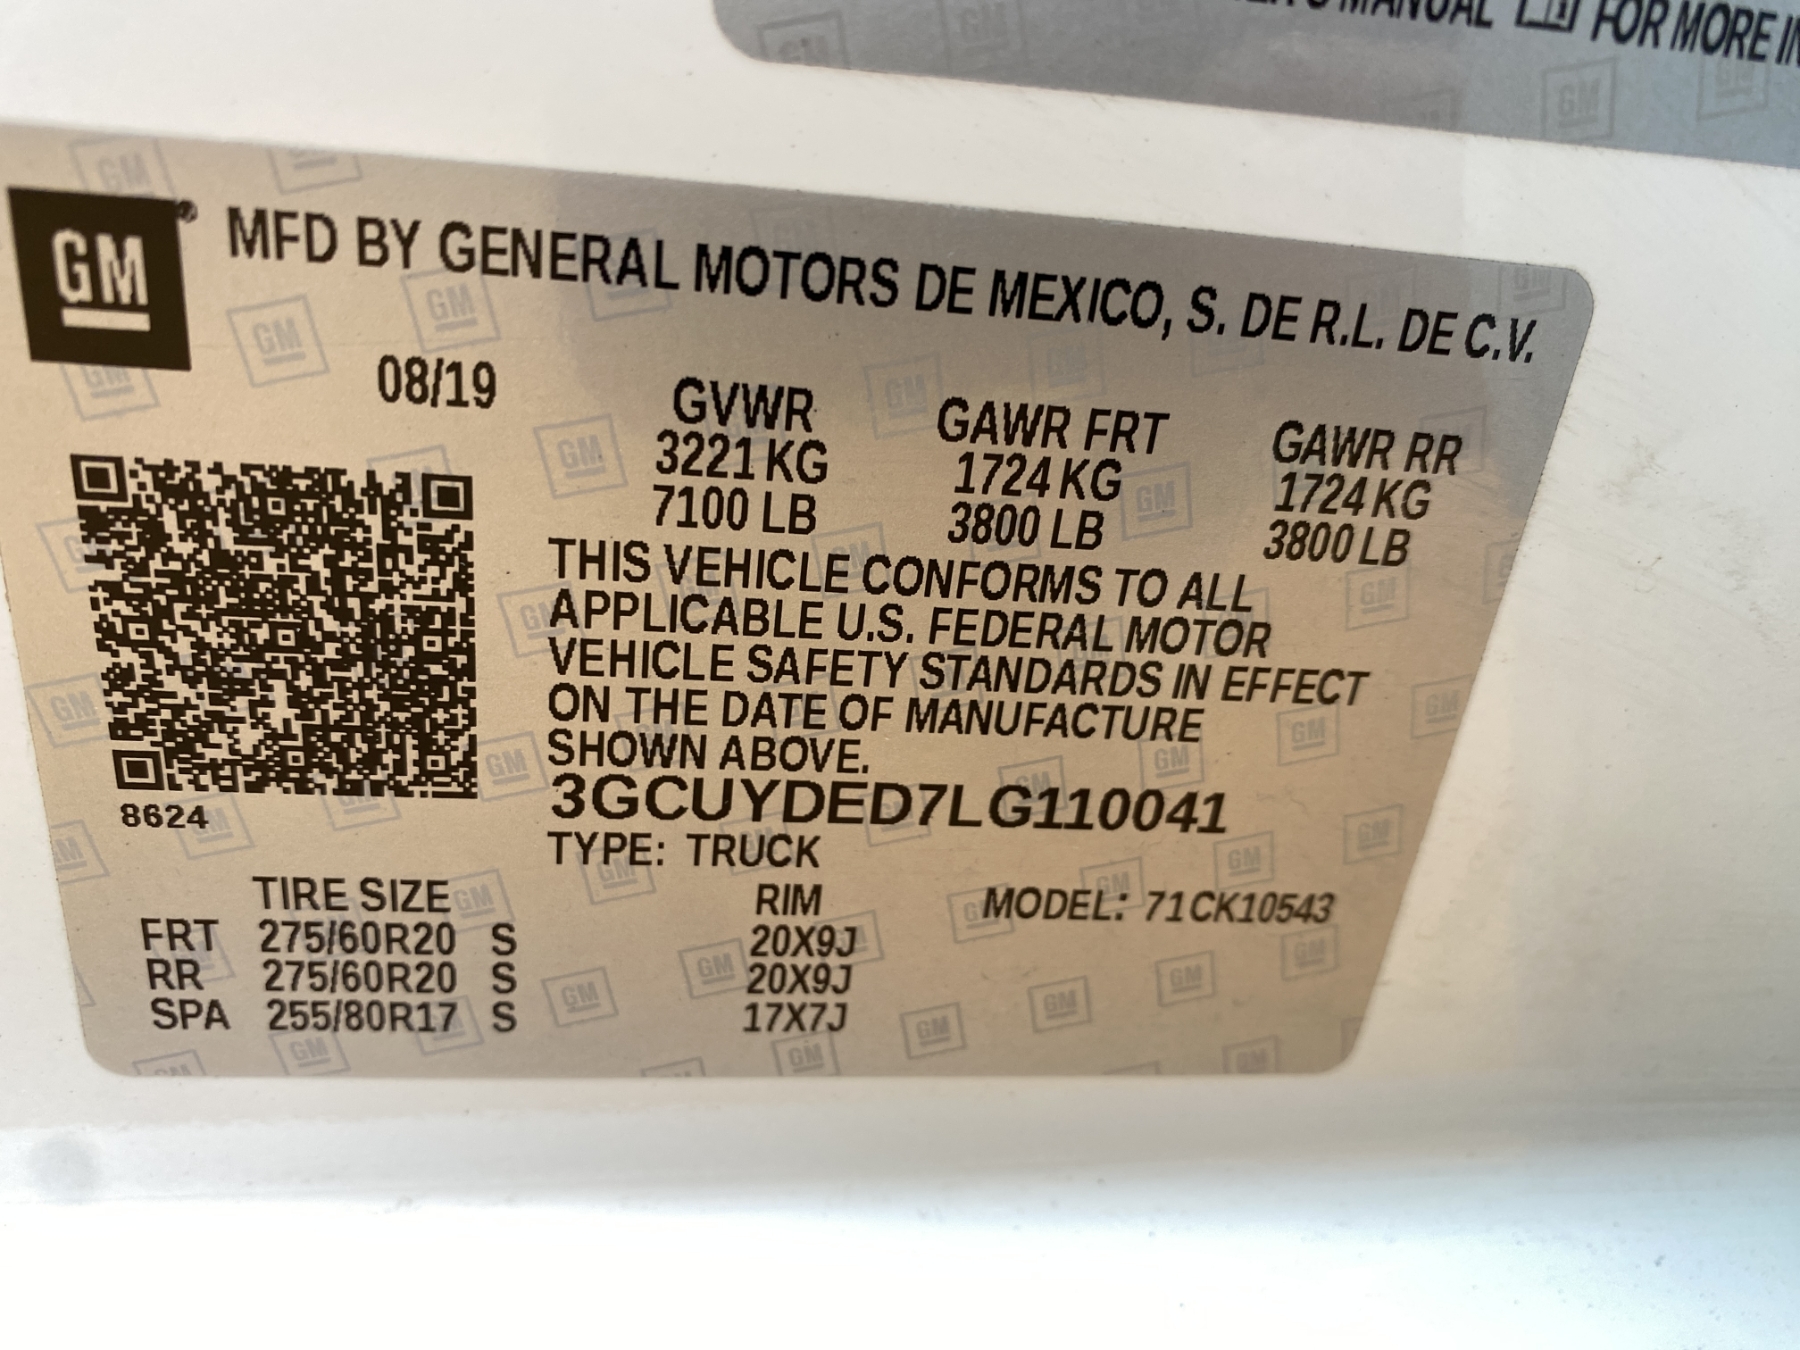 MANUAL FOR MORE
GM® MFD BY GENERAL MOTORS DE MEXICO, S. DE R.L. DE C.V.
08/19
GVWR GAWR FRT GAWR RR
3221 KG 1724 KG 1724 KG
7100 LB 3800 LB 3800 LB
THIS VEHICLE CONFORMS TO ALL
APPLICABLE U.S. FEDERAL MOTOR
VEHICLE SAFETY STANDARDS IN EFFECT
ON THE DATE OF MANUFACTURE
SHOWN ABOVE.
3GCUYDED7LG110041
8624
TYPE: TRUCK
TIRE SIZE RIM MODEL: 71CK10543
FRT 275/60R20 S 20X9J
RR 275/60R20 S 20X9J
SPA 255/80R17 S 17X7J